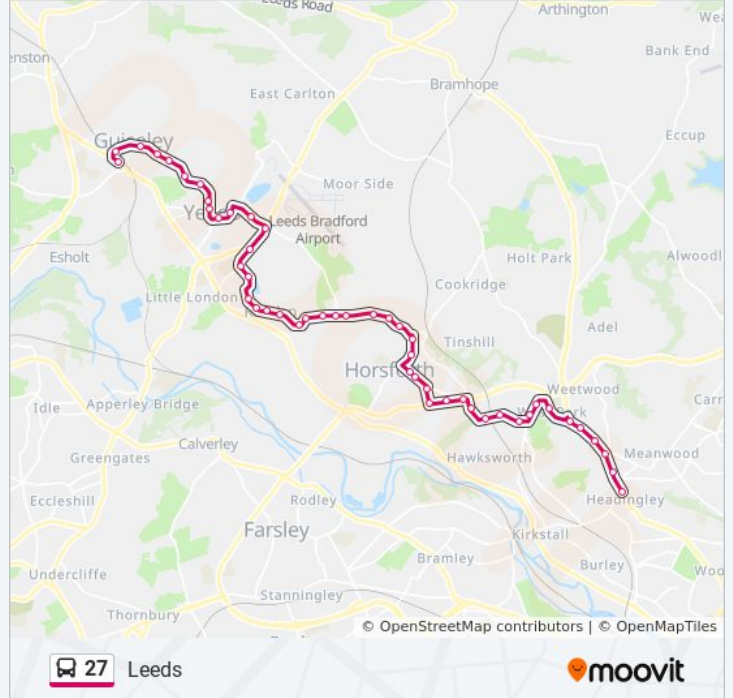 Leeds Road
Arthington
Bank End
Bramhope
East Carlton
Eccup
Guiseley
Moor Side
Leeds Bradford
Airport
Esholt
Holt Park
Cookridge
Little London
Adel
Tinshill
Horsforth
Weetwood
Idle
Apperley Bridge
Calverley
Meanwood
Greengates
Hawksworth
Eccleshill
Rodley
Headingley
Farsley
Kirkstall
Bramley
Burley
Undercliffe
Stanningley
Thornbury
© OpenStreetMap contributors | © OpenMapTiles
27 Leeds
moovit